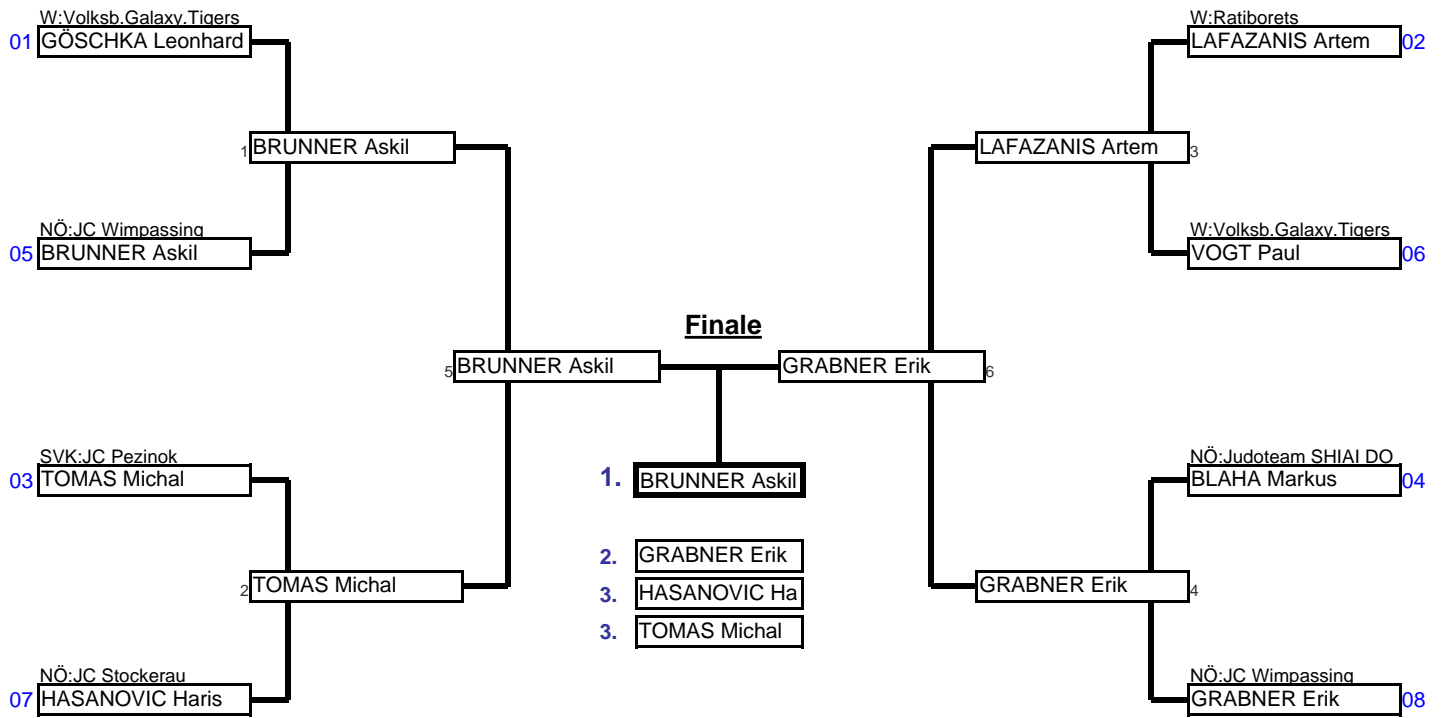 W:Volksb.Galaxy.Tigers
01 GÖSCHKA Leonhard
1 BRUNNER Askil
NÖ:JC Wimpassing
05 BRUNNER Askil
5 BRUNNER Askil
SVK:JC Pezinok
03 TOMAS Michal
2 TOMAS Michal
NÖ:JC Stockerau
07 HASANOVIC Haris
Finale
1. BRUNNER Askil
2. GRABNER Erik
3. HASANOVIC Ha
3. TOMAS Michal
W:Ratiborets
LAFAZANIS Artem 02
LAFAZANIS Artem 3
W:Volksb.Galaxy.Tigers
VOGT Paul 06
GRABNER Erik 6
NÖ:Judoteam SHIAI DO
BLAHA Markus 04
GRABNER Erik 4
NÖ:JC Wimpassing
GRABNER Erik 08